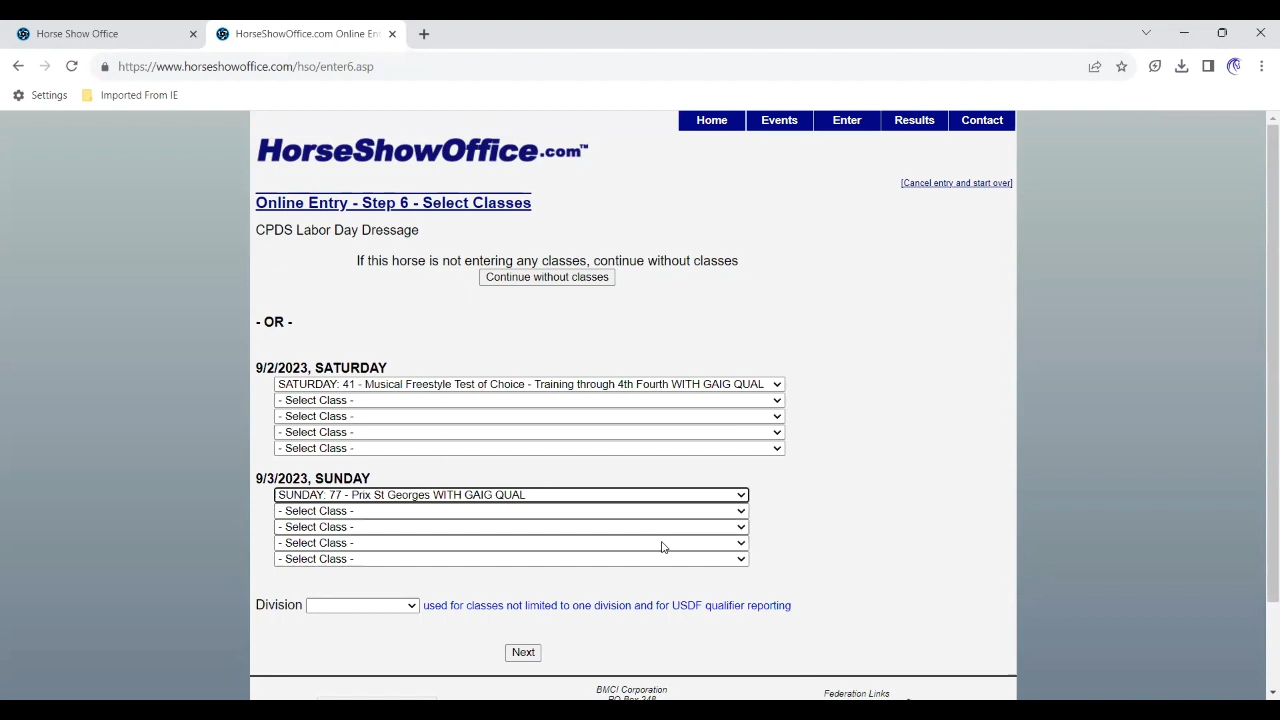 Horse Show Office
HorseShowOffice.com Online En
https://www.horseshowoffice.com/hso/enter6.asp
Settings
Imported From IE
Home
Events
Enter
Results
Contact
HorseShowOffice.com™
[Cancel entry and start over]
Online Entry - Step 6 - Select Classes
CPDS Labor Day Dressage
If this horse is not entering any classes, continue without classes
Continue without classes
- OR -
9/2/2023, SATURDAY
SATURDAY: 41 - Musical Freestyle Test of Choice - Training through 4th Fourth WITH GAIG QUAL
- Select Class -
- Select Class -
- Select Class -
- Select Class -
9/3/2023, SUNDAY
SUNDAY: 77 - Prix St Georges WITH GAIG QUAL
- Select Class -
- Select Class -
- Select Class -
- Select Class -
Division
used for classes not limited to one division and for USDF qualifier reporting
Next
BMCI Corporation
PO Box 248
Federation Links